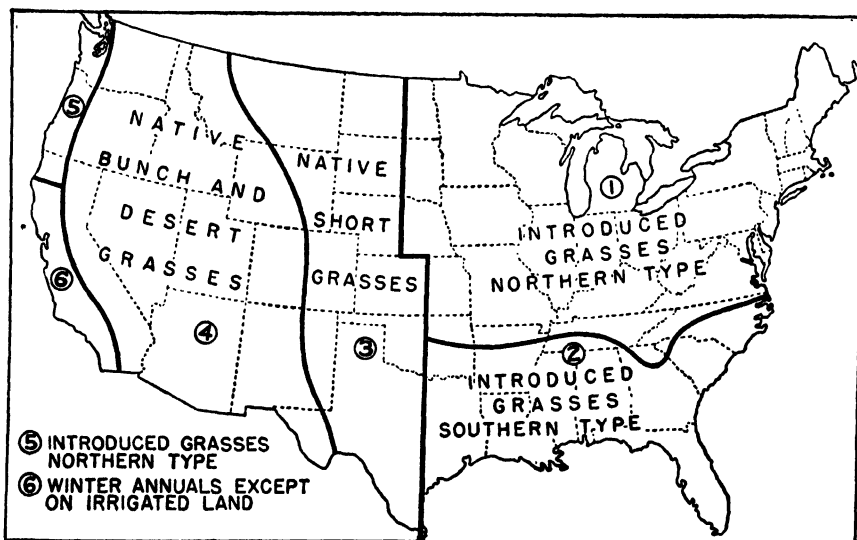 ⑤
NATIVE
BUNCH AND
DESERT
GRASSES
④
⑥
NATIVE
SHORT
GRASSES
③
①
INTRODUCED
GRASSES
NORTHERN TYPE
②
INTRODUCED
GRASSES
SOUTHERN TYPE
⑤ INTRODUCED GRASSES
NORTHERN TYPE
⑥ WINTER ANNUALS EXCEPT
ON IRRIGATED LAND